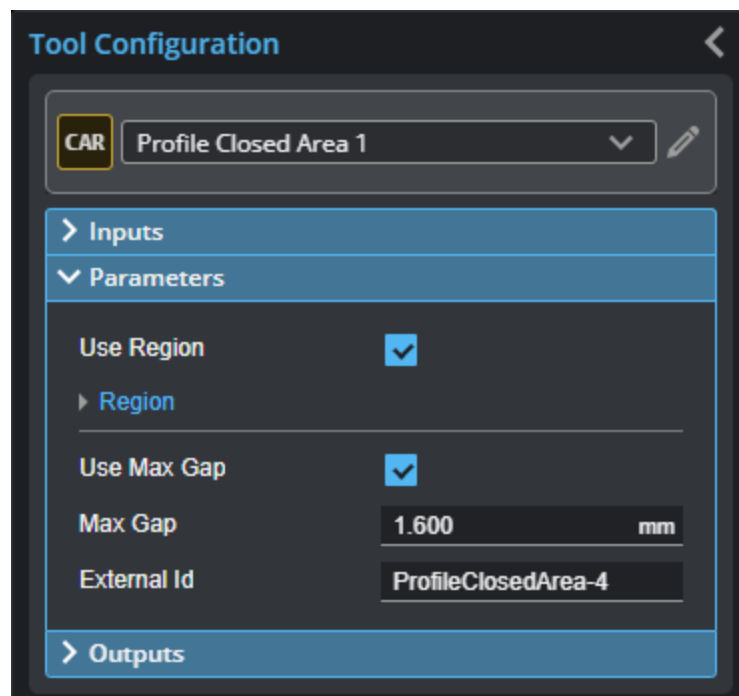 Tool Configuration
CAR Profile Closed Area 1
Inputs
Parameters
Use Region
Region
Use Max Gap
Max Gap 1.600 mm
External Id ProfileClosedArea-4
Outputs